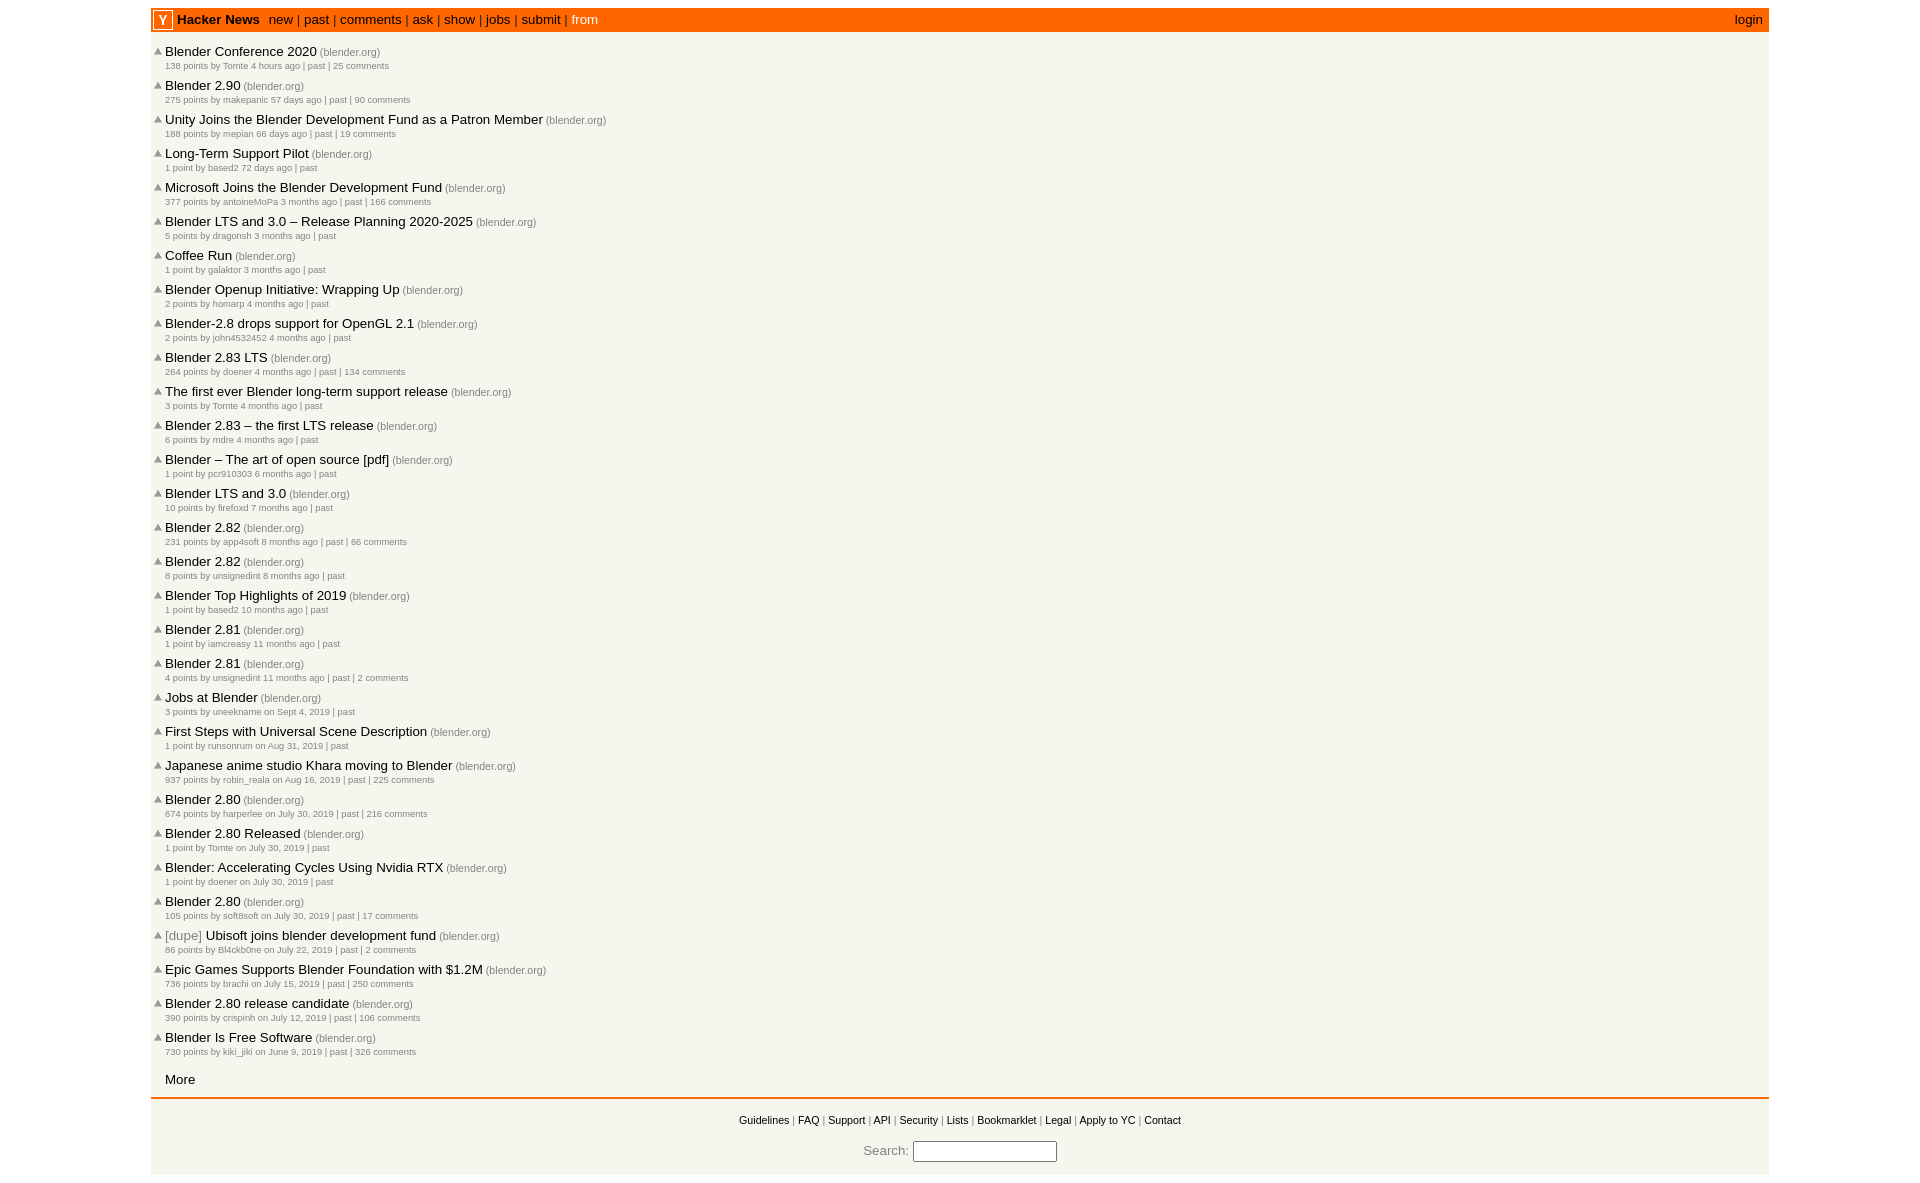 Y Hacker News new | past | comments | ask | show | jobs | submit | from login
Blender Conference 2020 (blender.org)
138 points by Tomte 4 hours ago | past | 25 comments
Blender 2.90 (blender.org)
275 points by makepanic 57 days ago | past | 90 comments
Unity Joins the Blender Development Fund as a Patron Member (blender.org)
188 points by mepian 66 days ago | past | 19 comments
Long-Term Support Pilot (blender.org)
1 point by based2 72 days ago | past
Microsoft Joins the Blender Development Fund (blender.org)
377 points by antoineMoPa 3 months ago | past | 166 comments
Blender LTS and 3.0 – Release Planning 2020-2025 (blender.org)
5 points by dragonsh 3 months ago | past
Coffee Run (blender.org)
1 point by galaktor 3 months ago | past
Blender Openup Initiative: Wrapping Up (blender.org)
2 points by homarp 4 months ago | past
Blender-2.8 drops support for OpenGL 2.1 (blender.org)
2 points by john4532452 4 months ago | past
Blender 2.83 LTS (blender.org)
264 points by doener 4 months ago | past | 134 comments
The first ever Blender long-term support release (blender.org)
3 points by Tomte 4 months ago | past
Blender 2.83 – the first LTS release (blender.org)
6 points by mdre 4 months ago | past
Blender – The art of open source [pdf] (blender.org)
1 point by pcr910303 6 months ago | past
Blender LTS and 3.0 (blender.org)
10 points by firefoxd 7 months ago | past
Blender 2.82 (blender.org)
231 points by app4soft 8 months ago | past | 66 comments
Blender 2.82 (blender.org)
8 points by unsignedint 8 months ago | past
Blender Top Highlights of 2019 (blender.org)
1 point by based2 10 months ago | past
Blender 2.81 (blender.org)
1 point by iamcreasy 11 months ago | past
Blender 2.81 (blender.org)
4 points by unsignedint 11 months ago | past | 2 comments
Jobs at Blender (blender.org)
3 points by uneekname on Sept 4, 2019 | past
First Steps with Universal Scene Description (blender.org)
1 point by runsonrum on Aug 31, 2019 | past
Japanese anime studio Khara moving to Blender (blender.org)
937 points by robin_reala on Aug 16, 2019 | past | 225 comments
Blender 2.80 (blender.org)
674 points by harperlee on July 30, 2019 | past | 216 comments
Blender 2.80 Released (blender.org)
1 point by Tomte on July 30, 2019 | past
Blender: Accelerating Cycles Using Nvidia RTX (blender.org)
1 point by doener on July 30, 2019 | past
Blender 2.80 (blender.org)
105 points by soft8soft on July 30, 2019 | past | 17 comments
[dupe] Ubisoft joins blender development fund (blender.org)
86 points by Bl4ckb0ne on July 22, 2019 | past | 2 comments
Epic Games Supports Blender Foundation with $1.2M (blender.org)
736 points by brachi on July 15, 2019 | past | 250 comments
Blender 2.80 release candidate (blender.org)
390 points by crispinh on July 12, 2019 | past | 106 comments
Blender Is Free Software (blender.org)
730 points by kiki_jiki on June 9, 2019 | past | 326 comments
More
Guidelines | FAQ | Support | API | Security | Lists | Bookmarklet | Legal | Apply to YC | Contact
Search: